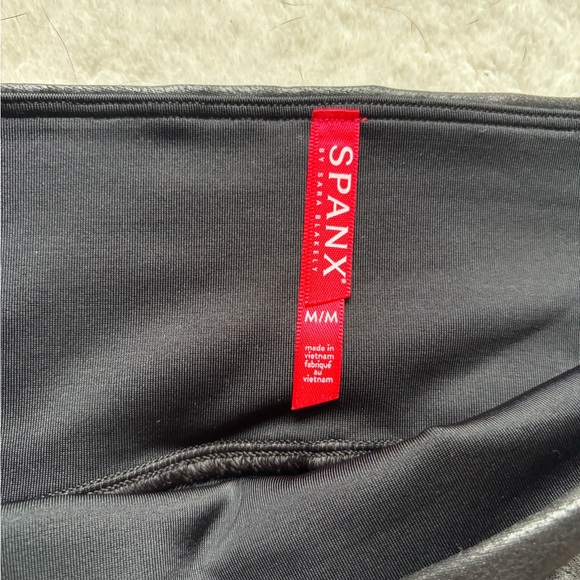 SPANX®
BY SARA BLAKELY
M/M
made in
vietnam
fabriqué
au
vietnam